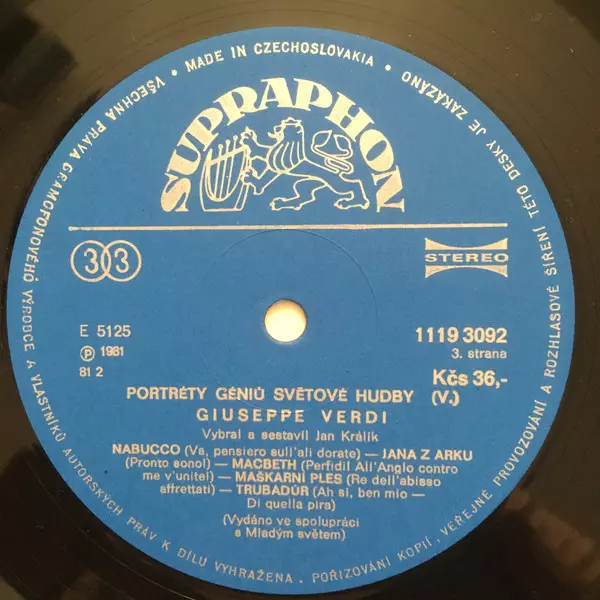 • MADE IN CZECHOSLOVAKIA •
SUPRAPHON
33
STEREO
E 5125
Ⓟ 1981
81 2
1119 3092
3. strana
Kčs 36,-
(V.)
PORTRÉTY GÉNIŮ SVĚTOVÉ HUDBY
GIUSEPPE VERDI
Vybral a sestavil Jan Králík
NABUCCO (Va, pensiero sull'ali dorate) — JANA Z ARKU
(Pronto sono!) — MACBETH (Perfidi! All'Anglo contro
me v'unite!) — MAŠKARNÍ PLES (Re dell'abisso
affrettati) — TRUBADÚR (Ah si, ben mio —
Di quella pira)
(Vydáno ve spolupráci
s Mladým světem)
VŠECHNA PRÁVA GRAMOFONOVÉHO VÝROBCE A VLASTNÍKŮ AUTORSKÝCH PRÁV K DÍLU VYHRAŽENA. POŘIZOVÁNÍ KOPIÍ, VEŘEJNÉ PROVOZOVÁNÍ A ROZHLASOVÉ ŠÍŘENÍ TÉTO DESKY JE ZAKÁZÁNO